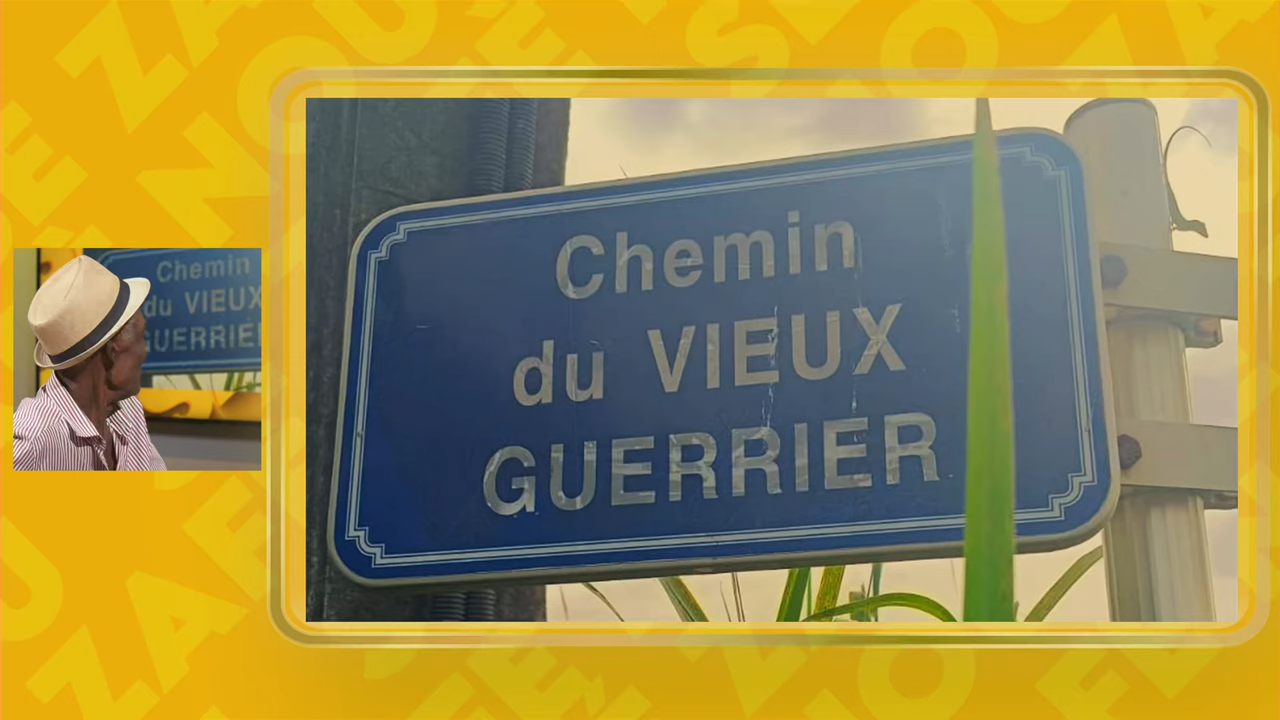 Chemin
du VIEUX
GUERRIER
Chemin
du VIEUX
GUERRIER